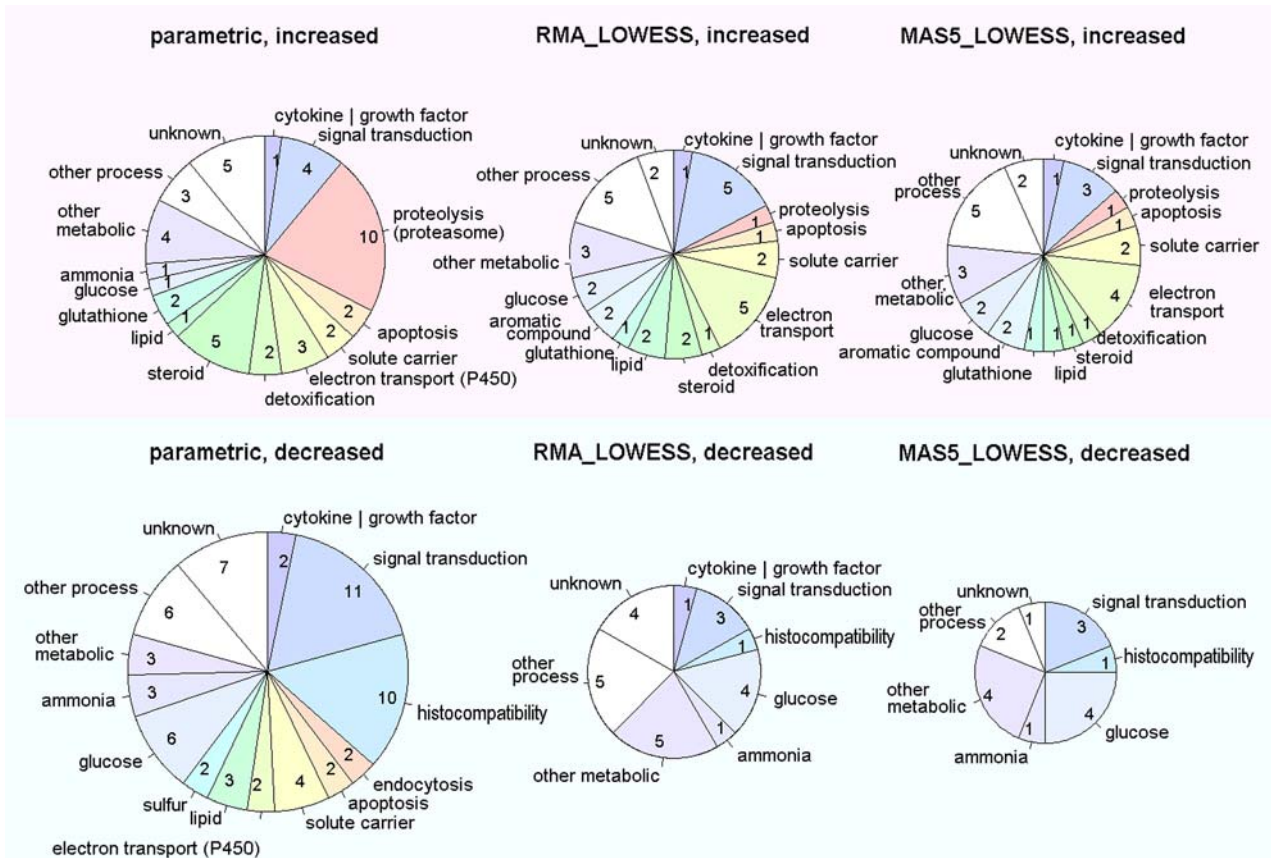 parametric, increased
RMA_LOWESS, increased
MAS5_LOWESS, increased
cytokine | growth factor
signal transduction
proteolysis
(proteasome)
apoptosis
solute carrier
electron transport (P450)
detoxification
steroid
lipid
glutathione
glucose
ammonia
other
metabolic
other process
unknown
1
4
10
2
2
3
2
5
1
2
1
1
4
3
5
cytokine | growth factor
signal transduction
proteolysis
apoptosis
solute carrier
electron
transport
detoxification
steroid
lipid
glutathione
aromatic
compound
glucose
other metabolic
other process
unknown
1
5
1
1
2
5
1
2
2
1
2
2
3
5
2
cytokine | growth factor
signal transduction
proteolysis
apoptosis
solute carrier
electron
transport
detoxification
steroid
lipid
glutathione
aromatic compound
glucose
other
metabolic
other
process
unknown
1
3
1
1
2
4
1
1
1
1
2
2
3
5
2
parametric, decreased
RMA_LOWESS, decreased
MAS5_LOWESS, decreased
cytokine | growth factor
signal transduction
histocompatibility
endocytosis
apoptosis
solute carrier
electron transport (P450)
lipid
sulfur
glucose
ammonia
other
metabolic
other process
unknown
2
11
10
2
2
4
2
3
2
6
3
3
6
7
cytokine | growth factor
signal transduction
histocompatibility
glucose
ammonia
other metabolic
other
process
unknown
1
3
1
4
1
5
5
4
signal transduction
histocompatibility
glucose
ammonia
other
metabolic
other
process
unknown
3
1
4
1
4
2
1